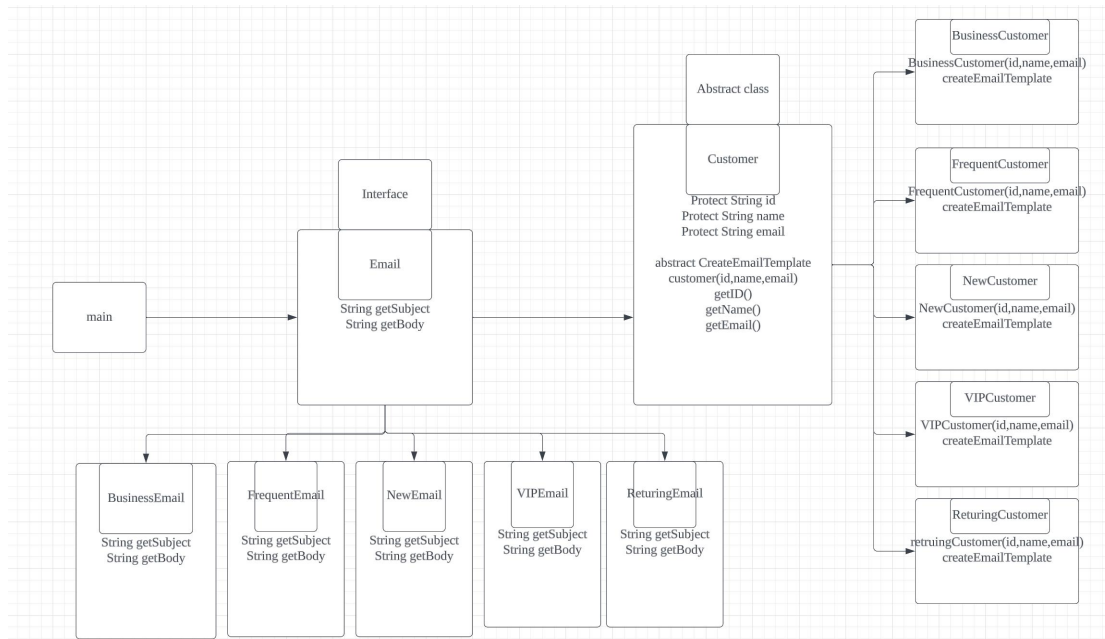 main
Interface
Email
String getSubject
String getBody
BusinessEmail
String getSubject
String getBody
FrequentEmail
String getSubject
String getBody
NewEmail
String getSubject
String getBody
VIPEmail
String getSubject
String getBody
ReturingEmail
String getSubject
String getBody
Abstract class
Customer
Protect String id
Protect String name
Protect String email
abstract CreateEmailTemplate
customer(id,name,email)
getID()
getName()
getEmail()
BusinessCustomer
BusinessCustomer(id,name,email)
createEmailTemplate
FrequentCustomer
FrequentCustomer(id,name,email)
createEmailTemplate
NewCustomer
NewCustomer(id,name,email)
createEmailTemplate
VIPCustomer
VIPCustomer(id,name,email)
createEmailTemplate
ReturingCustomer
retruingCustomer(id,name,email)
createEmailTemplate